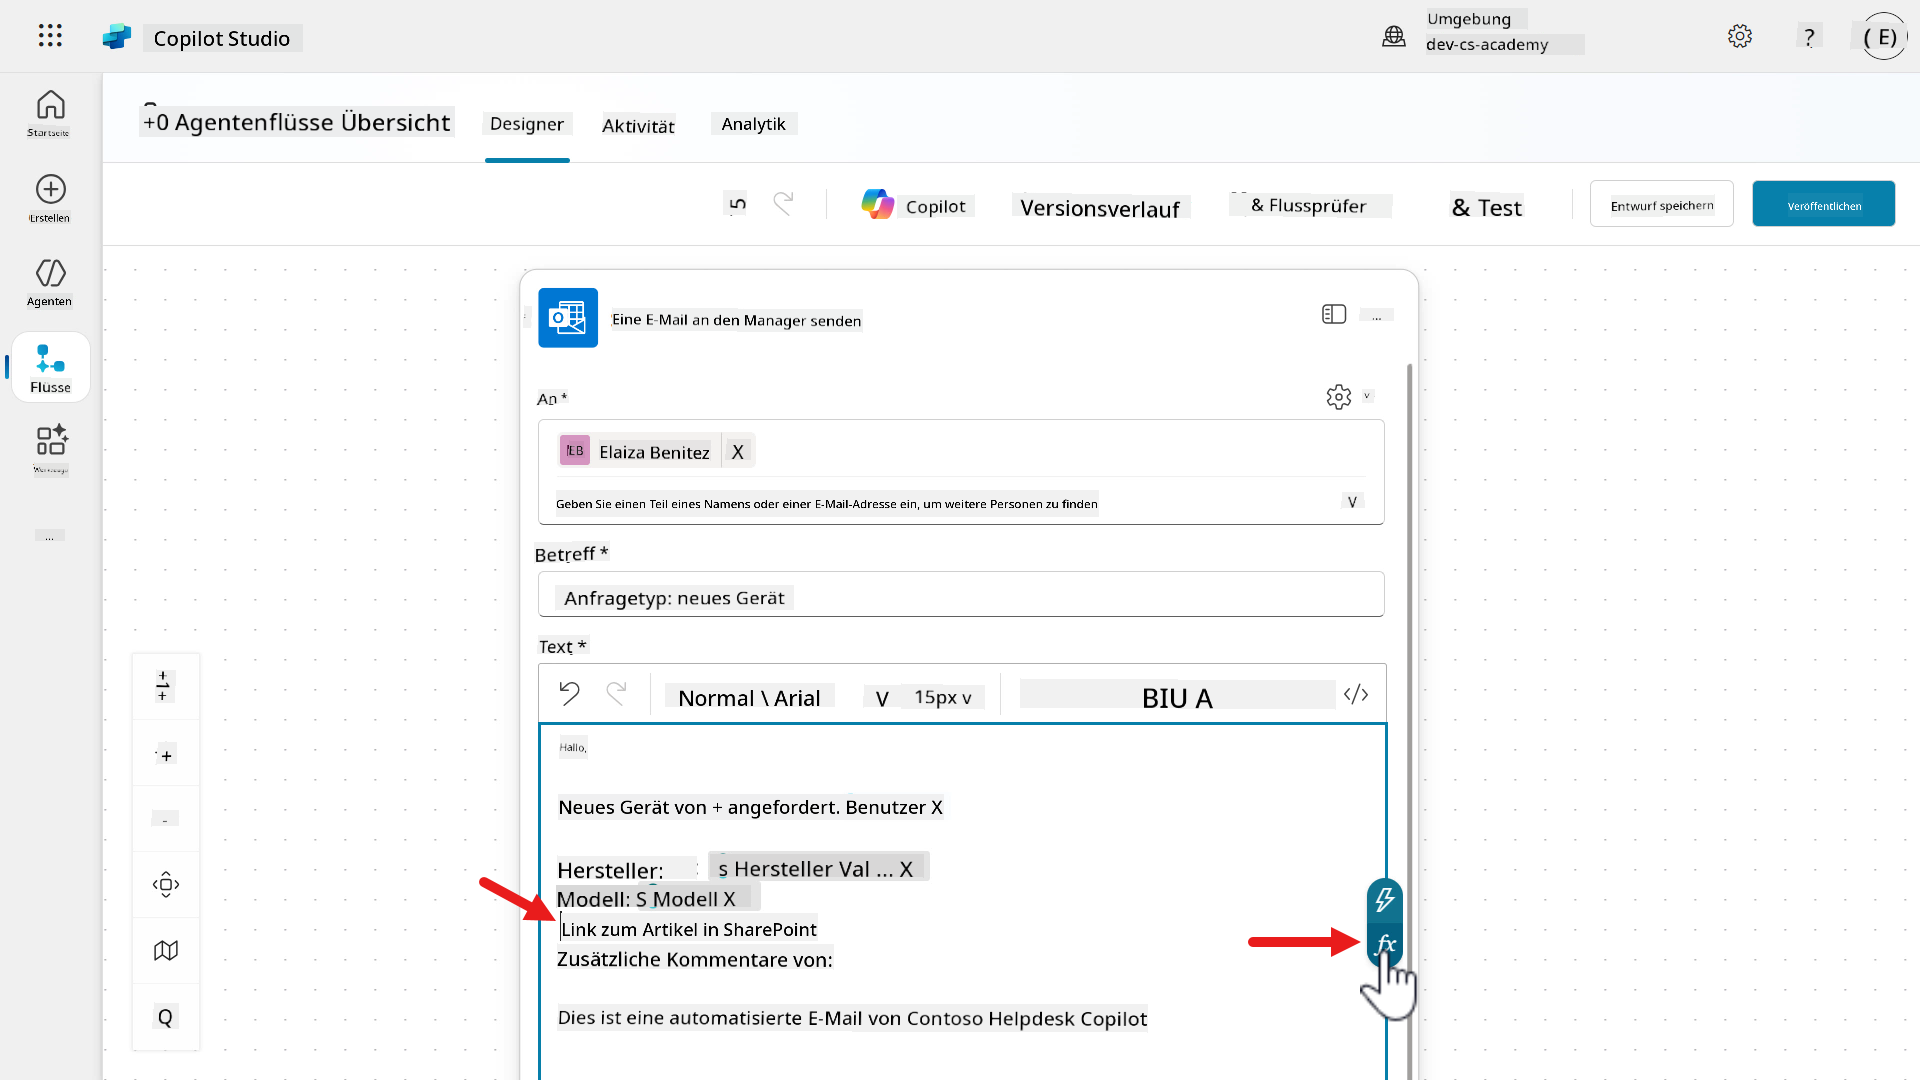 Copilot Studio
Umgebung
dev-cs-academy
?
( E)
Startseite
+0 Agentenflüsse Übersicht
Designer
Aktivität
Analytik
Erstellen
Copilot
Versionsverlauf
& Flussprüfer
& Test
Entwurf speichern
Veröffentlichen
Agenten
Flüsse
...
Eine E-Mail an den Manager senden
...
An *
EB
Elaiza Benitez
X
Geben Sie einen Teil eines Namens oder einer E-Mail-Adresse ein, um weitere Personen zu finden
V
Betreff *
Anfragetyp: neues Gerät
Text *
Normal \ Arial
V
15px v
BIU A
</>
Hallo,
Neues Gerät von + angefordert. Benutzer X
Hersteller:
s Hersteller Val ... X
Modell: S Modell X
Link zum Artikel in SharePoint
Zusätzliche Kommentare von:
fx
Dies ist eine automatisierte E-Mail von Contoso Helpdesk Copilot
+
-
Q